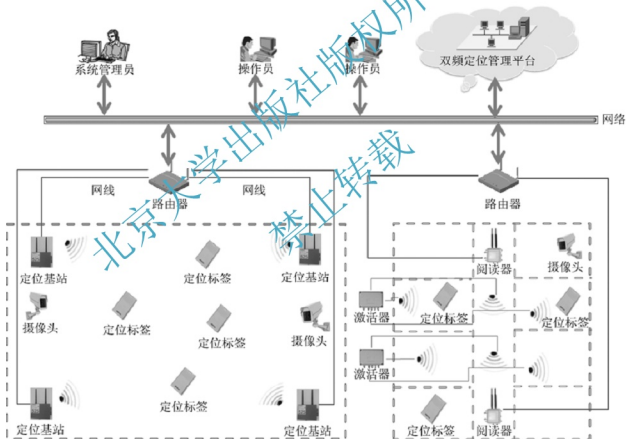 系统管理员
操作员
操作员
双频定位管理平台
网络
网线
路由器
网线
路由器
定位基站
定位标签
定位基站
阅读器
摄像头
摄像头
定位标签
定位标签
摄像头
激活器
定位标签
定位标签
激活器
定位标签
定位基站
定位基站
定位标签
阅读器
北京大学出版社版权所
禁止转载